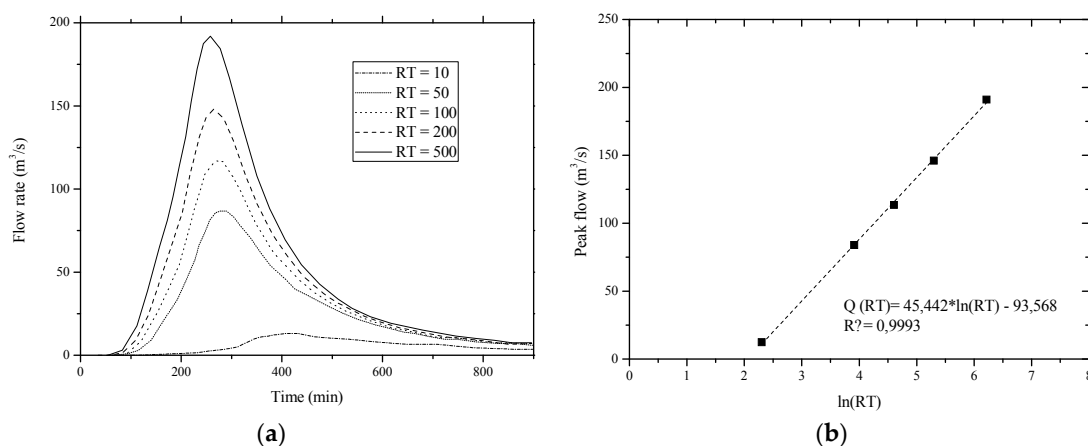 200
150
100
50
0
Flow rate (m³/s)
RT = 10
RT = 50
RT = 100
RT = 200
RT = 500
0 200 400 600 800
Time (min)
(a)
250
200
150
100
50
0
Peak flow (m³/s)
Q (RT)= 45,442*ln(RT) - 93,568
R?= 0,9993
0 1 2 3 4 5 6 7 8
ln(RT)
(b)